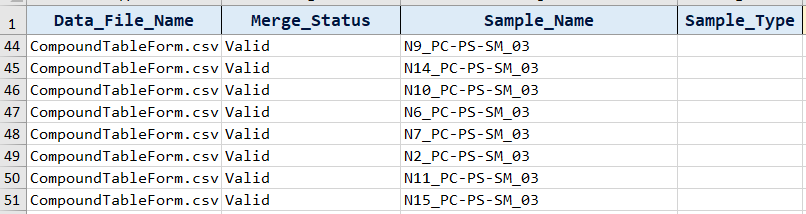 1 Data_File_Name Merge_Status Sample_Name Sample_Type
44 CompoundTableForm.csv Valid N9_PC-PS-SM_03
45 CompoundTableForm.csv Valid N14_PC-PS-SM_03
46 CompoundTableForm.csv Valid N10_PC-PS-SM_03
47 CompoundTableForm.csv Valid N6_PC-PS-SM_03
48 CompoundTableForm.csv Valid N7_PC-PS-SM_03
49 CompoundTableForm.csv Valid N2_PC-PS-SM_03
50 CompoundTableForm.csv Valid N11_PC-PS-SM_03
51 CompoundTableForm.csv Valid N15_PC-PS-SM_03